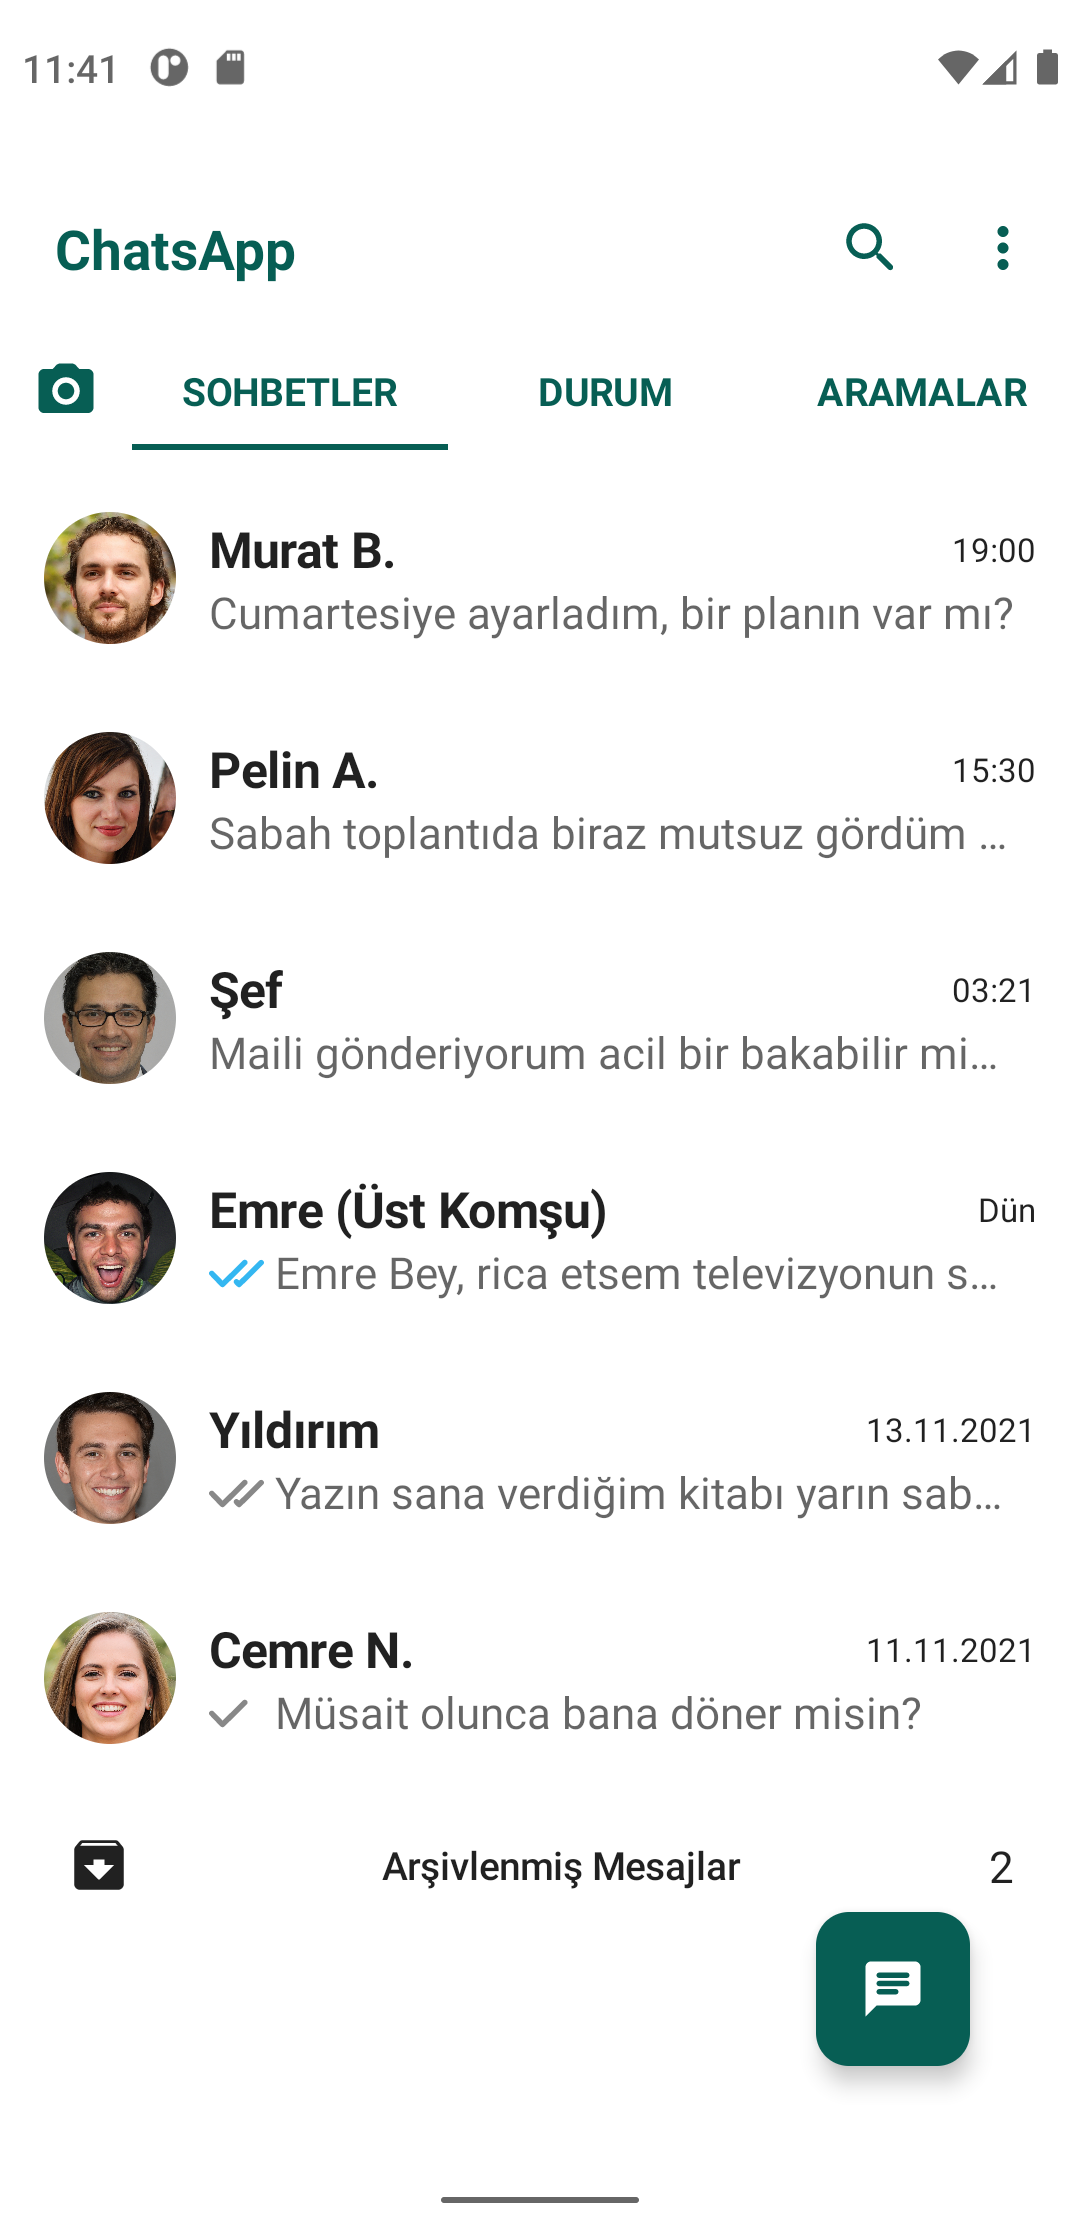 11:41
ChatsApp
SOHBETLER DURUM ARAMALAR
Murat B. 19:00
Cumartesiye ayarladım, bir planın var mı?
Pelin A. 15:30
Sabah toplantıda biraz mutsuz gördüm ...
Şef 03:21
Maili gönderiyorum acil bir bakabilir mi...
Emre (Üst Komşu) Dün
Emre Bey, rica etsem televizyonun s...
Yıldırım 13.11.2021
Yazın sana verdiğim kitabı yarın sab...
Cemre N. 11.11.2021
Müsait olunca bana döner misin?
Arşivlenmiş Mesajlar 2